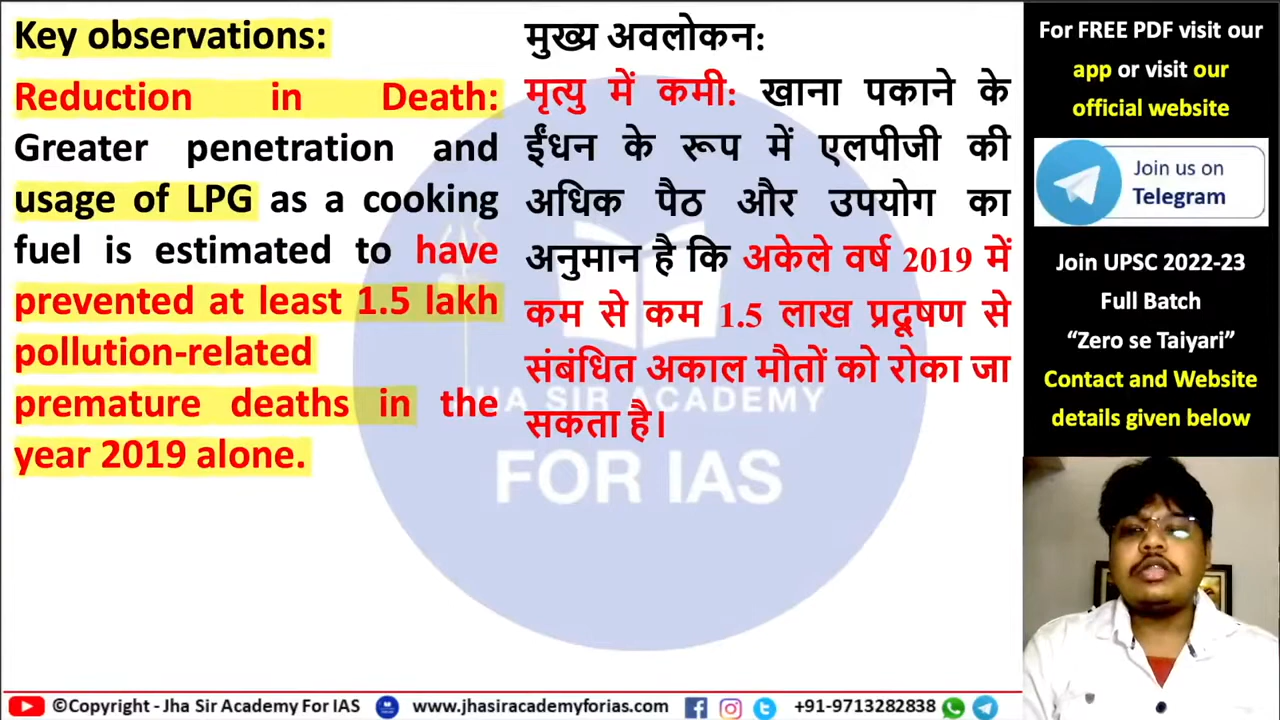 Key observations:
Reduction in Death:
Greater penetration and
usage of LPG as a cooking
fuel is estimated to have
prevented at least 1.5 lakh
pollution-related
premature deaths in the
year 2019 alone.
मुख्य अवलोकन:
मृत्यु में कमी: खाना पकाने के
ईंधन के रूप में एलपीजी की
अधिक पैठ और उपयोग का
अनुमान है कि अकेले वर्ष 2019 में
कम से कम 1.5 लाख प्रदूषण से
संबंधित अकाल मौतों को रोका जा
सकता है।
JHA SIR ACADEMY
FOR IAS
For FREE PDF visit our
app or visit our
official website
Join us on
Telegram
Join UPSC 2022-23
Full Batch
“Zero se Taiyari”
Contact and Website
details given below
©Copyright - Jha Sir Academy For IAS
www.jhasiracademyforias.com
+91-9713282838